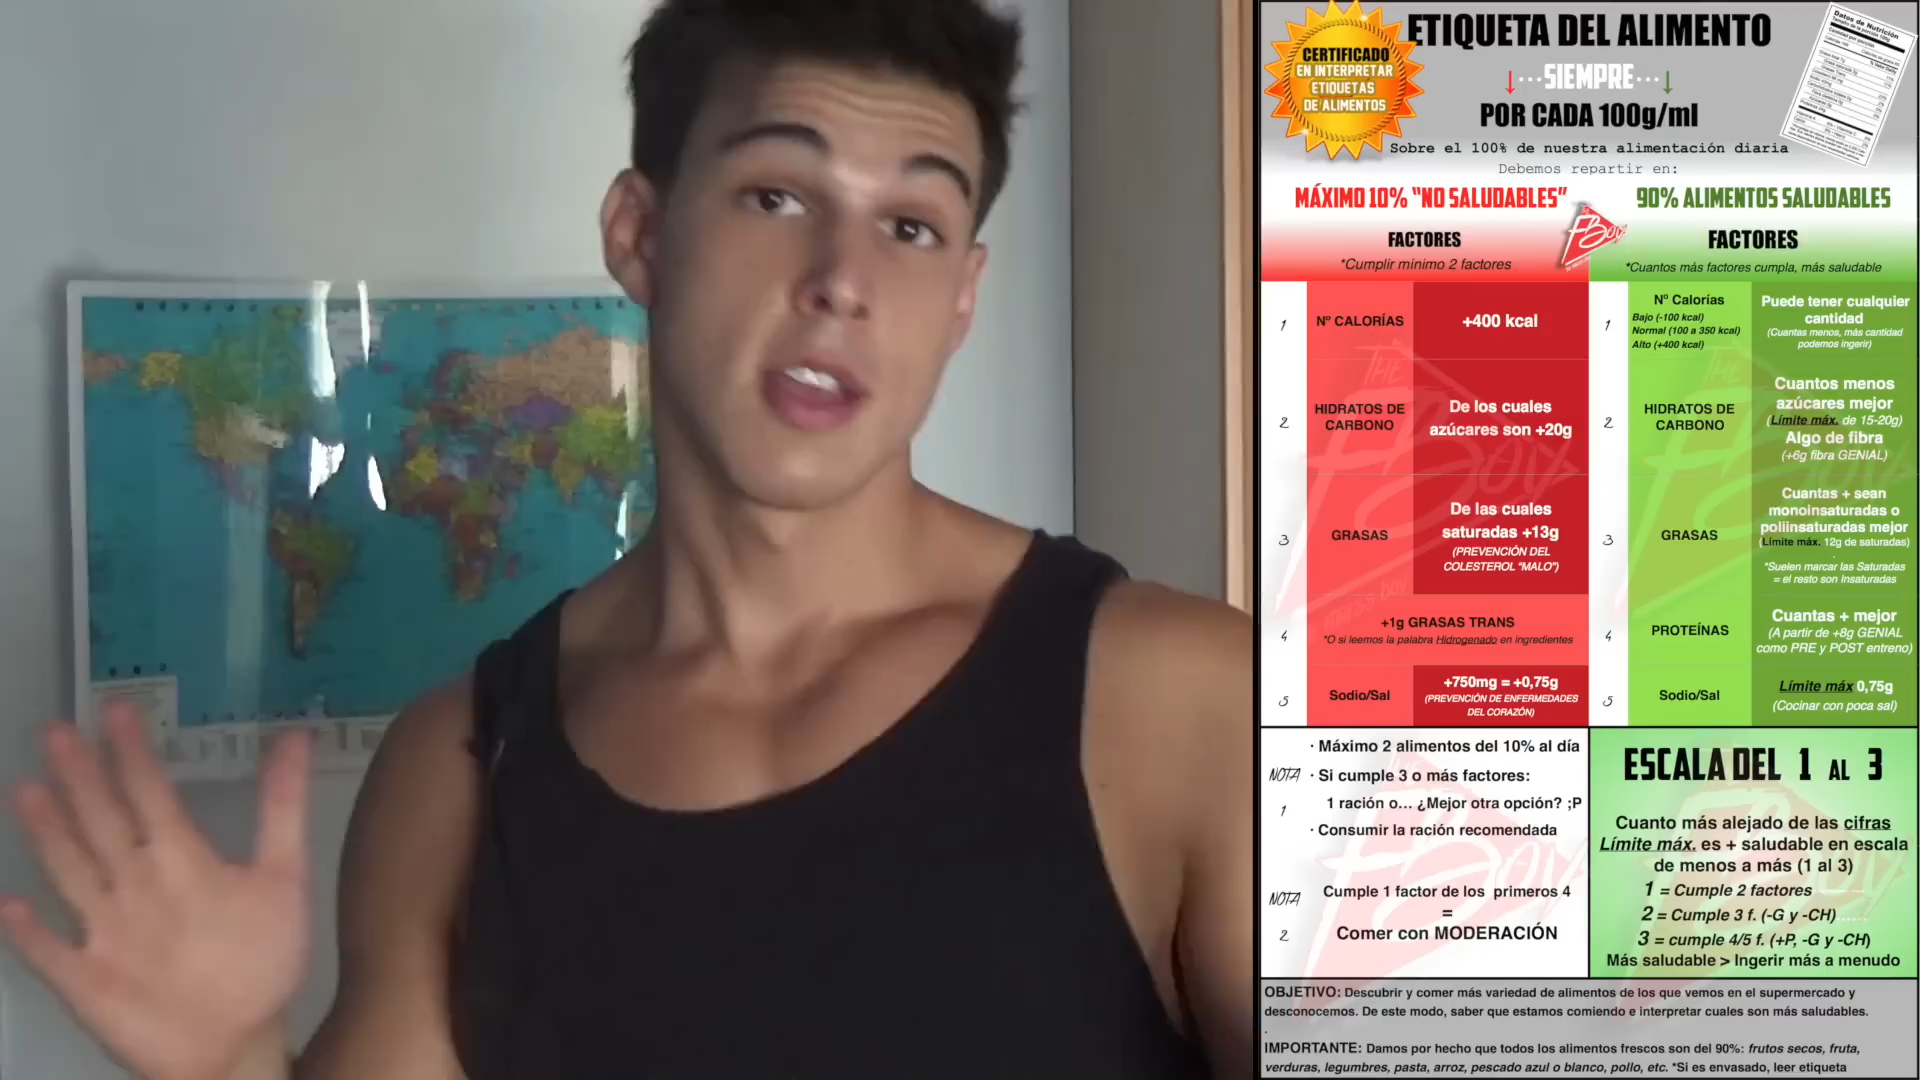 ETIQUETA DEL ALIMENTO
CERTIFICADO
EN INTERPRETAR
ETIQUETAS
DE ALIMENTOS
···SIEMPRE···
POR CADA 100g/ml
Datos de Nutrición
Sobre el 100% de nuestra alimentación diaria
Debemos repartir en:
MÁXIMO 10% “NO SALUDABLES”
FACTORES
*Cumplir mínimo 2 factores
1 Nº CALORÍAS +400 kcal
2 HIDRATOS DE CARBONO
De los cuales
azúcares son +20g
3 GRASAS
De las cuales
saturadas +13g
(PREVENCIÓN DEL
COLESTEROL “MALO”)
4 +1g GRASAS TRANS
*O si leemos la palabra Hidrogenado en ingredientes
5 Sodio/Sal
+750mg = +0,75g
(PREVENCIÓN DE ENFERMEDADES
DEL CORAZÓN)
90% ALIMENTOS SALUDABLES
FACTORES
*Cuantos más factores cumpla, más saludable
1 Nº Calorías
Bajo (-100 kcal)
Normal (100 a 350 kcal)
Alto (+400 kcal)
Puede tener cualquier
cantidad
(Cuantas menos, más cantidad
podemos ingerir)
2 HIDRATOS DE CARBONO
Cuantos menos
azúcares mejor
(Límite máx. de 15-20g)
Algo de fibra
(+6g fibra GENIAL)
3 GRASAS
Cuantas + sean
monoinsaturadas o
poliinsaturadas mejor
(Límite máx. 12g de saturadas)
*Suelen marcar las Saturadas
= el resto son Insaturadas
4 PROTEÍNAS
Cuantas + mejor
(A partir de +8g GENIAL
como PRE y POST entreno)
5 Sodio/Sal
Límite máx 0,75g
(Cocinar con poca sal)
NOTA 1
· Máximo 2 alimentos del 10% al día
· Si cumple 3 o más factores:
1 ración o... ¿Mejor otra opción? ;P
· Consumir la ración recomendada
NOTA 2
Cumple 1 factor de los primeros 4
=
Comer con MODERACIÓN
ESCALA DEL 1 AL 3
Cuanto más alejado de las cifras
Límite máx. es + saludable en escala
de menos a más (1 al 3)
1 = Cumple 2 factores
2 = Cumple 3 f. (-G y -CH)
3 = cumple 4/5 f. (+P, -G y -CH)
Más saludable > Ingerir más a menudo
OBJETIVO: Descubrir y comer más variedad de alimentos de los que vemos en el supermercado y
desconocemos. De este modo, saber que estamos comiendo e interpretar cuales son más saludables.
.
IMPORTANTE: Damos por hecho que todos los alimentos frescos son del 90%: frutos secos, fruta,
verduras, legumbres, pasta, arroz, pescado azul o blanco, pollo, etc. *Si es envasado, leer etiqueta